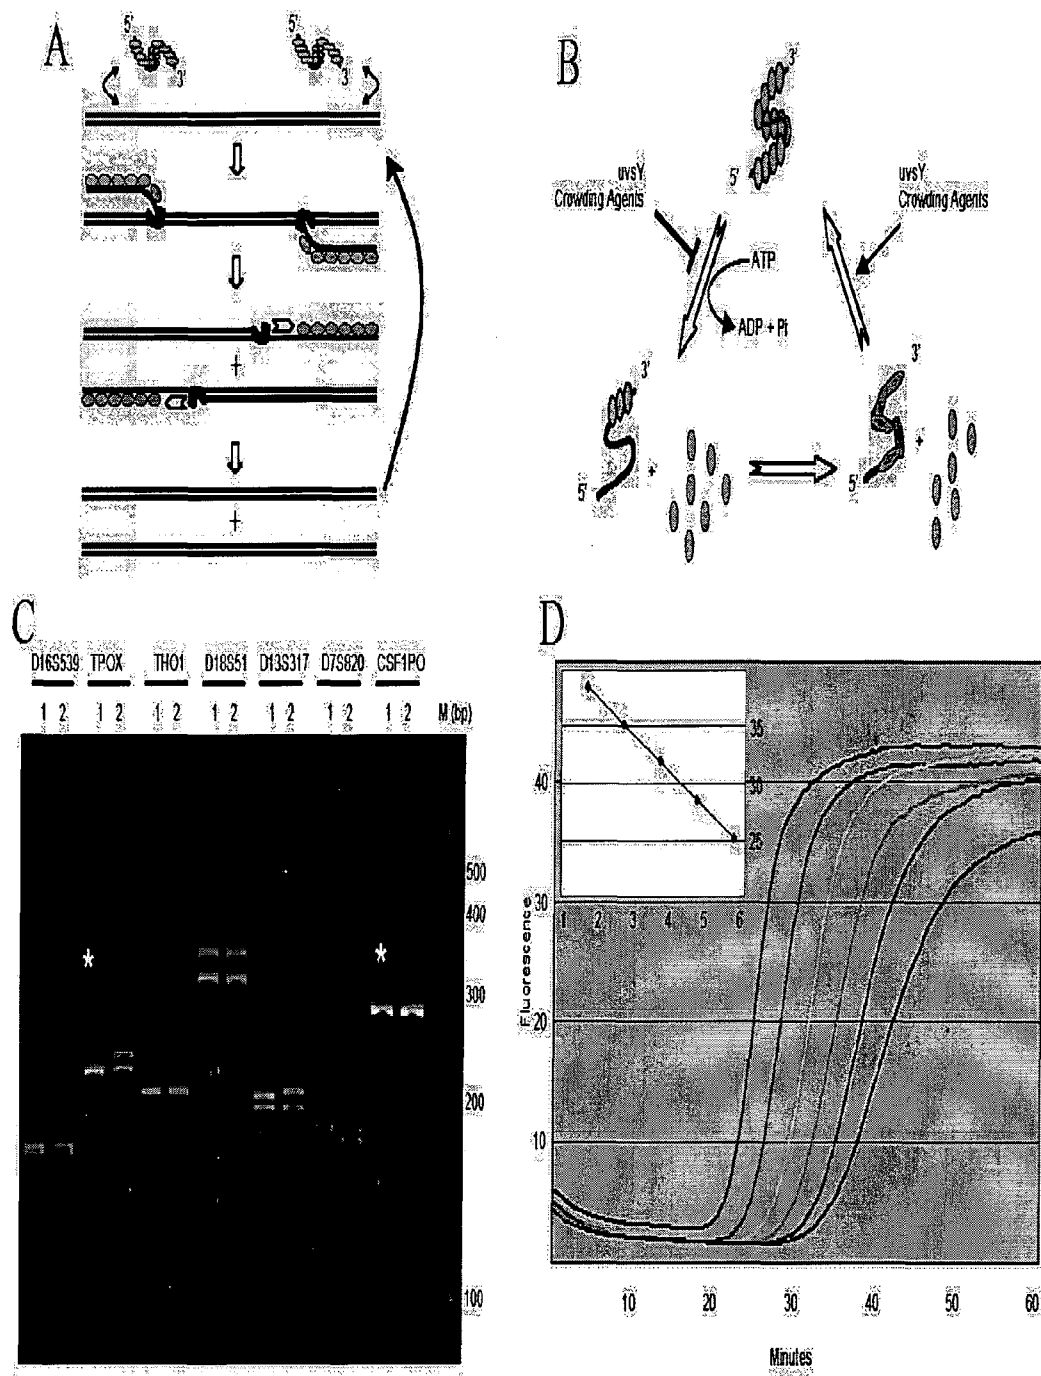 A
5'
3'
5'
3'
+
+
B
3'
5'
uvsY
Crowding Agents
uvsY
Crowding Agents
ATP
ADP + Pi
3'
5'
+
3'
5'
+
C
D16S539 TPOX THO1 D18S51 D13S317 D7S820 CSF1PO
1 2 1 2 1 2 1 2 1 2 1 2 1 2 M (bp)
500
400
* *
300
200
100
D
35
30
25
1 2 3 4 5 6
40
30
20
10
Fluorescence
10 20 30 40 50 60
Minutes